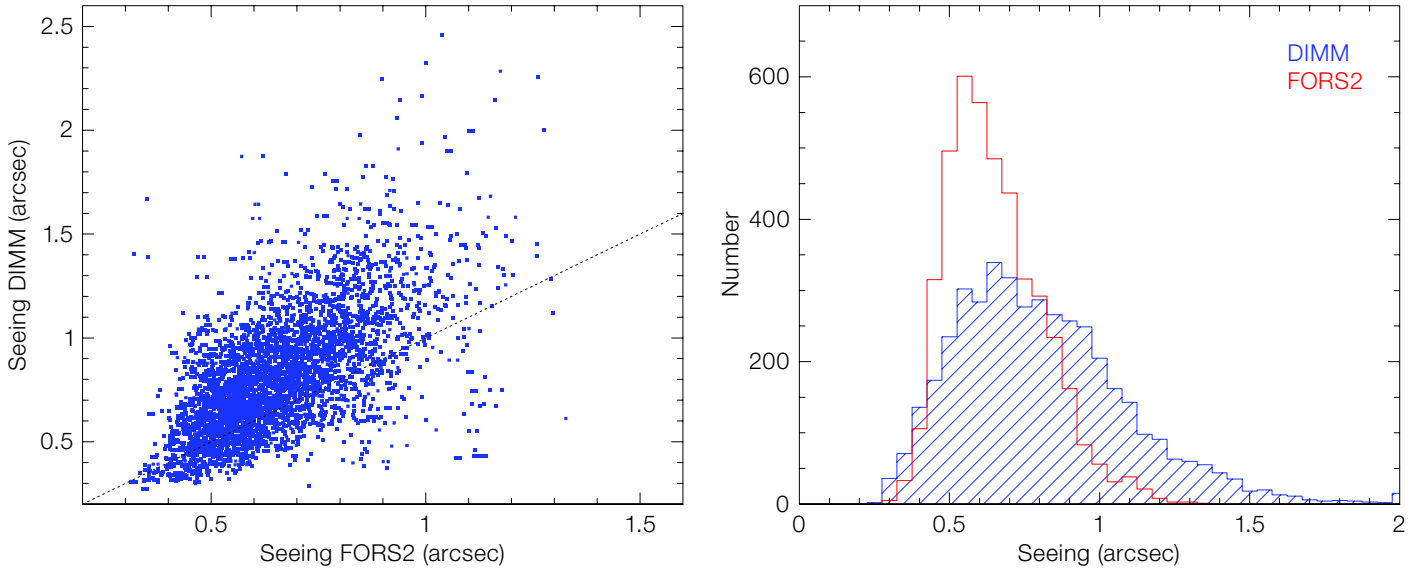 2.5
2
1.5
1
0.5
Seeing DIMM (arcsec)
0.5
1
1.5
Seeing FORS2 (arcsec)
600
400
200
0
Number
DIMM
FORS2
0
0.5
1
1.5
2
Seeing (arcsec)